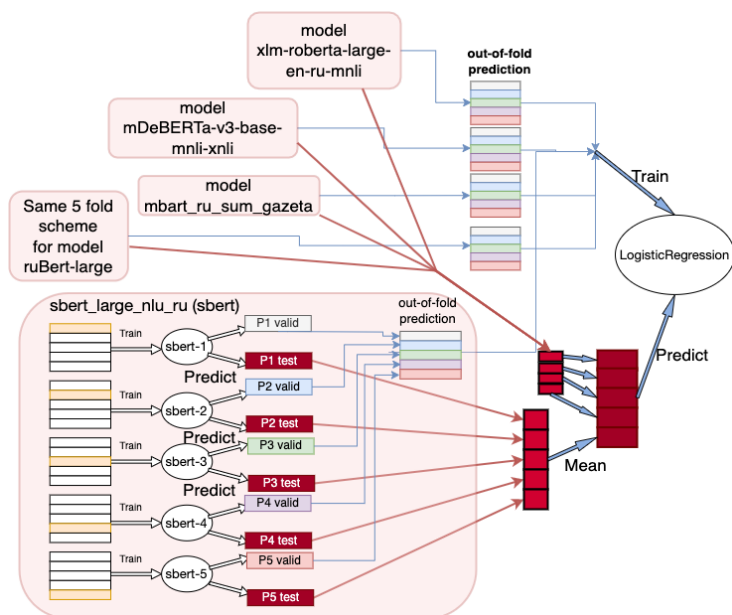 model
xlm-roberta-large-
en-ru-mnli
out-of-fold
prediction
model
mDeBERTa-v3-base-
mnli-xnli
model
mbart_ru_sum_gazeta
Same 5 fold
scheme
for model
ruBert-large
Train
LogisticRegression
Predict
Mean
sbert_large_nlu_ru (sbert)
out-of-fold
prediction
Train
sbert-1
P1 valid
P1 test
Predict
Train
sbert-2
P2 valid
P2 test
Predict
Train
sbert-3
P3 valid
P3 test
Predict
Train
sbert-4
P4 valid
P4 test
Train
sbert-5
P5 valid
P5 test